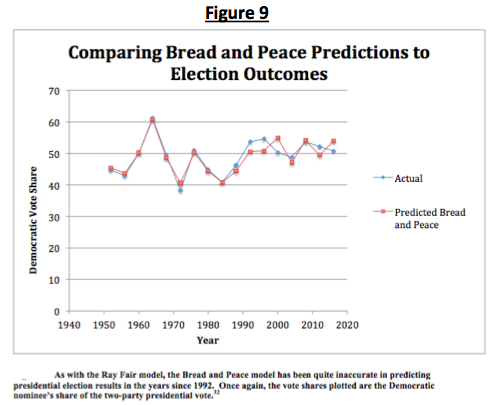 Figure 9
Comparing Bread and Peace Predictions to
Election Outcomes
Democratic Vote Share
70
60
50
40
30
20
10
0
1940 1950 1960 1970 1980 1990 2000 2010 2020
Year
Actual
Predicted Bread
and Peace
As with the Ray Fair model, the Bread and Peace model has been quite inaccurate in predicting
presidential election results in the years since 1992. Once again, the vote shares plotted are the Democratic
nominee's share of the two-party presidential vote.32